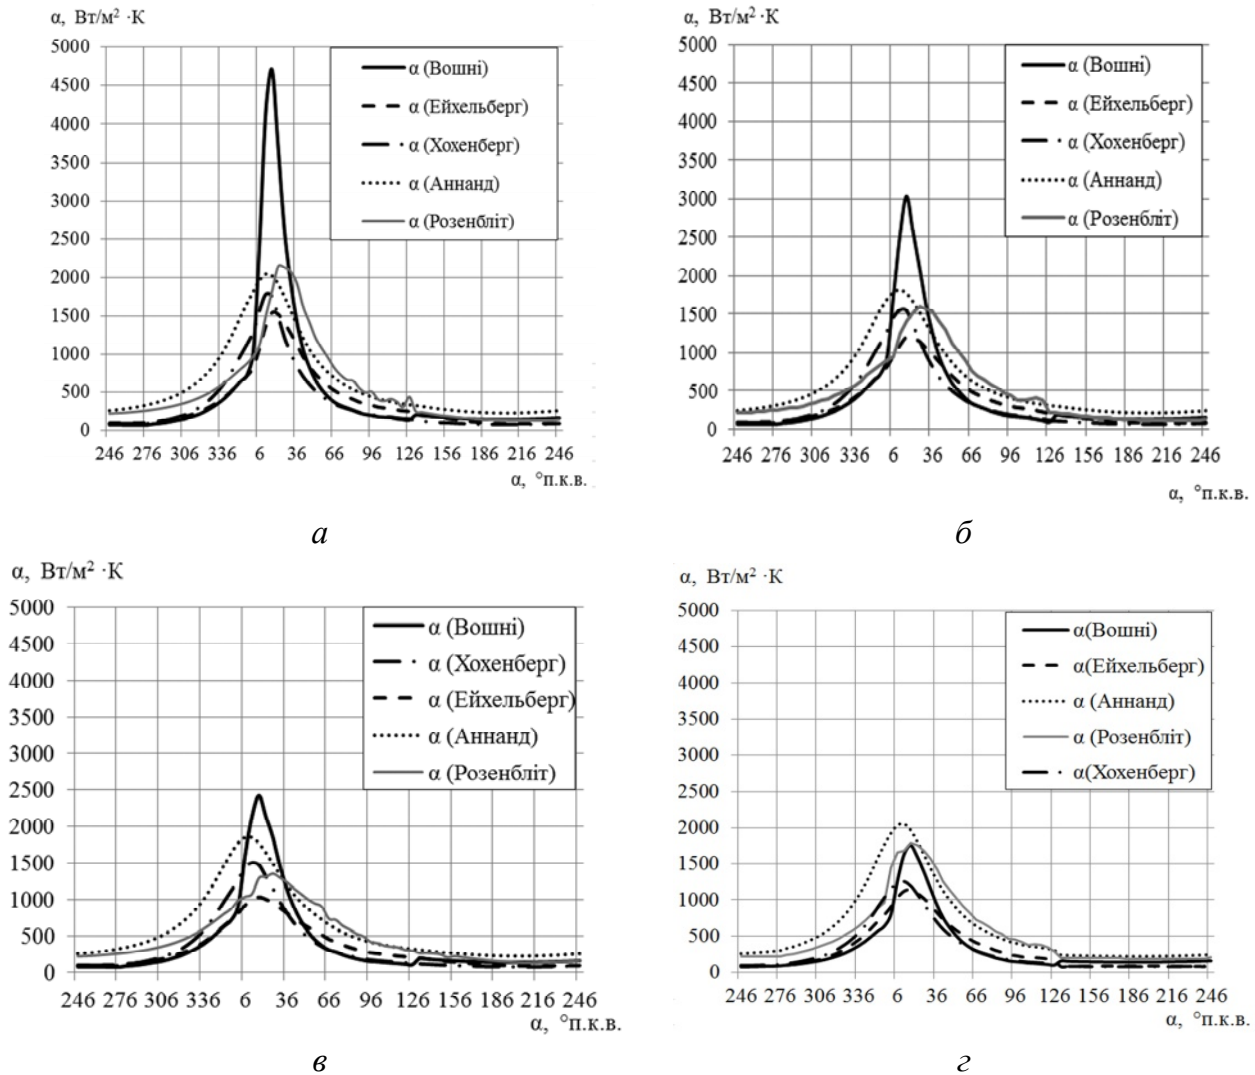 α, Вт/м² ·К
5000
4500
4000
3500
3000
2500
2000
1500
1000
500
0
α (Вошні)
α (Ейхельберг)
α (Хохенберг)
α (Аннанд)
α (Розенбліт)
246 276 306 336 6 36 66 96 126 156 186 216 246
α, °п.к.в.
а
α, Вт/м² ·К
5000
4500
4000
3500
3000
2500
2000
1500
1000
500
0
α (Вошні)
α (Ейхельберг)
α (Хохенберг)
α (Аннанд)
α (Розенбліт)
246 276 306 336 6 36 66 96 126 156 186 216 246
α, °п.к.в.
б
α, Вт/м² ·К
5000
4500
4000
3500
3000
2500
2000
1500
1000
500
0
α (Вошні)
α (Хохенберг)
α (Ейхельберг)
α (Аннанд)
α (Розенбліт)
246 276 306 336 6 36 66 96 126 156 186 216 246
α, °п.к.в.
в
α, Вт/м² ·К
5000
4500
4000
3500
3000
2500
2000
1500
1000
500
0
α(Вошні)
α(Ейхельберг)
α (Аннанд)
α (Розенбліт)
α(Хохенберг)
246 276 306 336 6 36 66 96 126 156 186 216 246
α, °п.к.в.
г